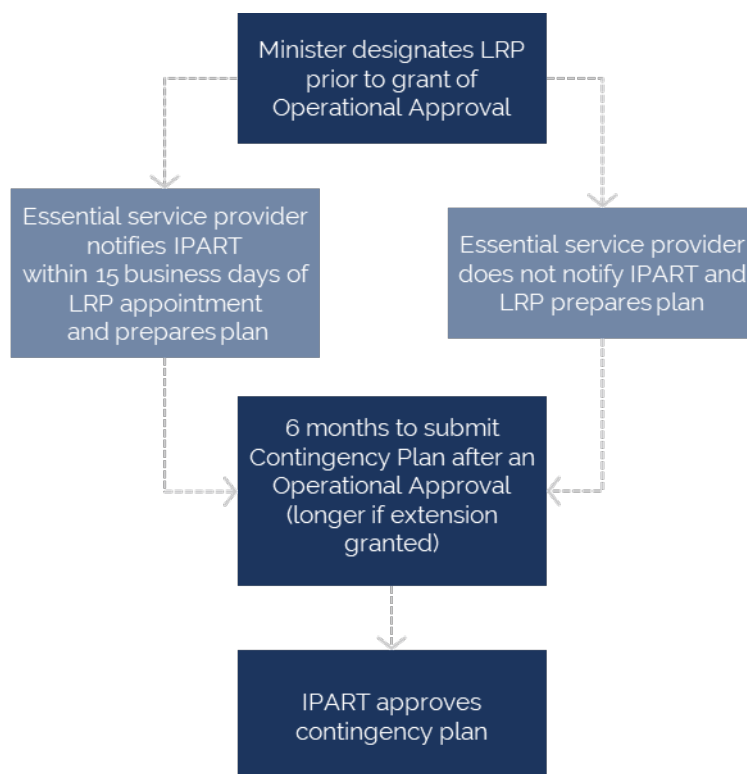 Minister designates LRP
prior to grant of
Operational Approval
Essential service provider
notifies IPART
within 15 business days of
LRP appointment
and prepares plan
Essential service provider
does not notify IPART and
LRP prepares plan
6 months to submit
Contingency Plan after an
Operational Approval
(longer if extension
granted)
IPART approves
contingency plan